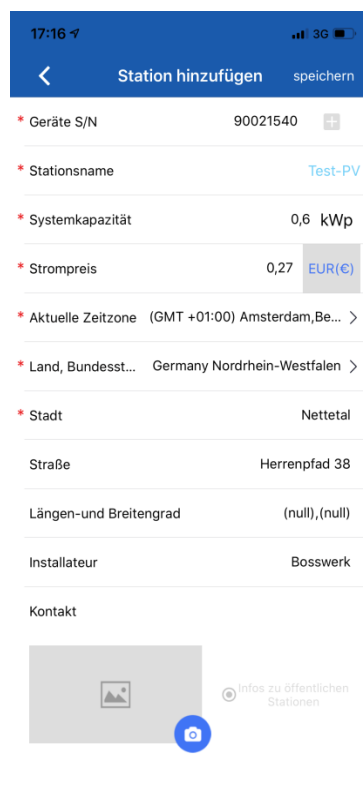 17:16 3G
Station hinzufügen speichern
* Geräte S/N 90021540
* Stationsname Test-PV
* Systemkapazität 0,6 kWp
* Strompreis 0,27 EUR(€)
* Aktuelle Zeitzone (GMT +01:00) Amsterdam,Be... >
* Land, Bundesst... Germany Nordrhein-Westfalen >
* Stadt Nettetal
Straße Herrenpfad 38
Längen-und Breitengrad (null),(null)
Installateur Bosswerk
Kontakt
Infos zu öffentlichen
Stationen